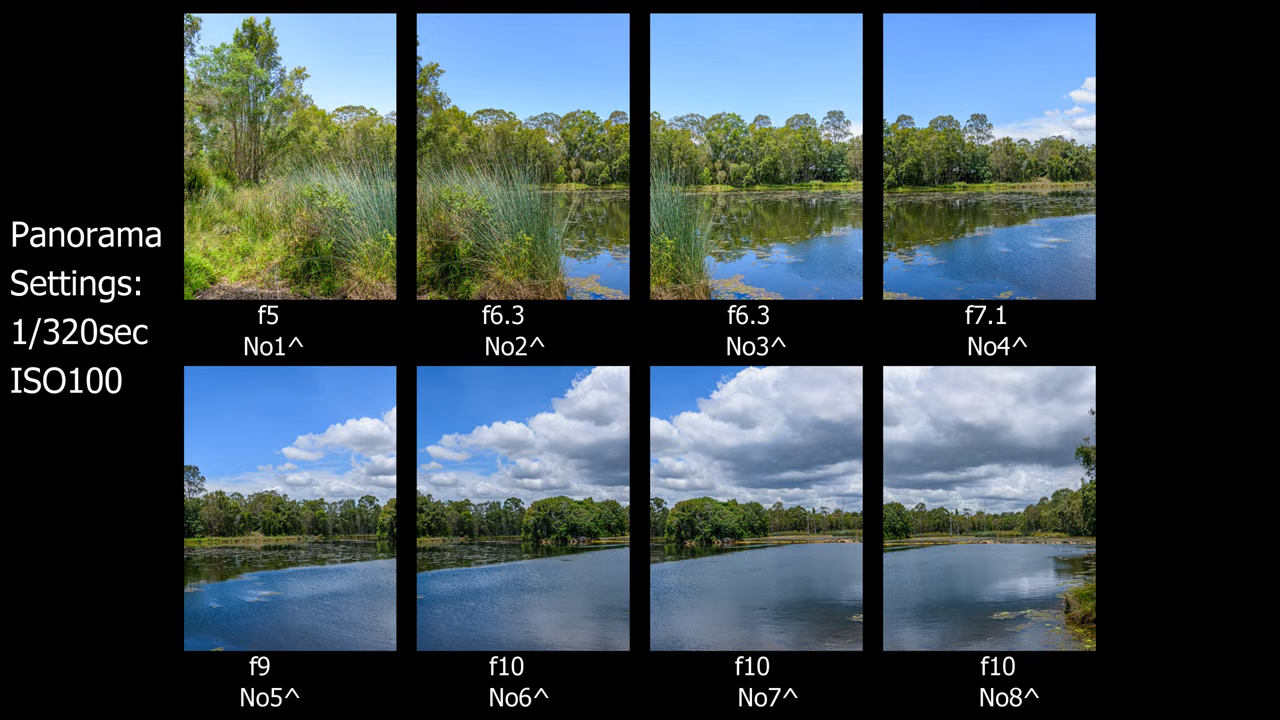 Panorama
Settings:
1/320sec
ISO100
f5
No1^
f6.3
No2^
f6.3
No3^
f7.1
No4^
f9
No5^
f10
No6^
f10
No7^
f10
No8^